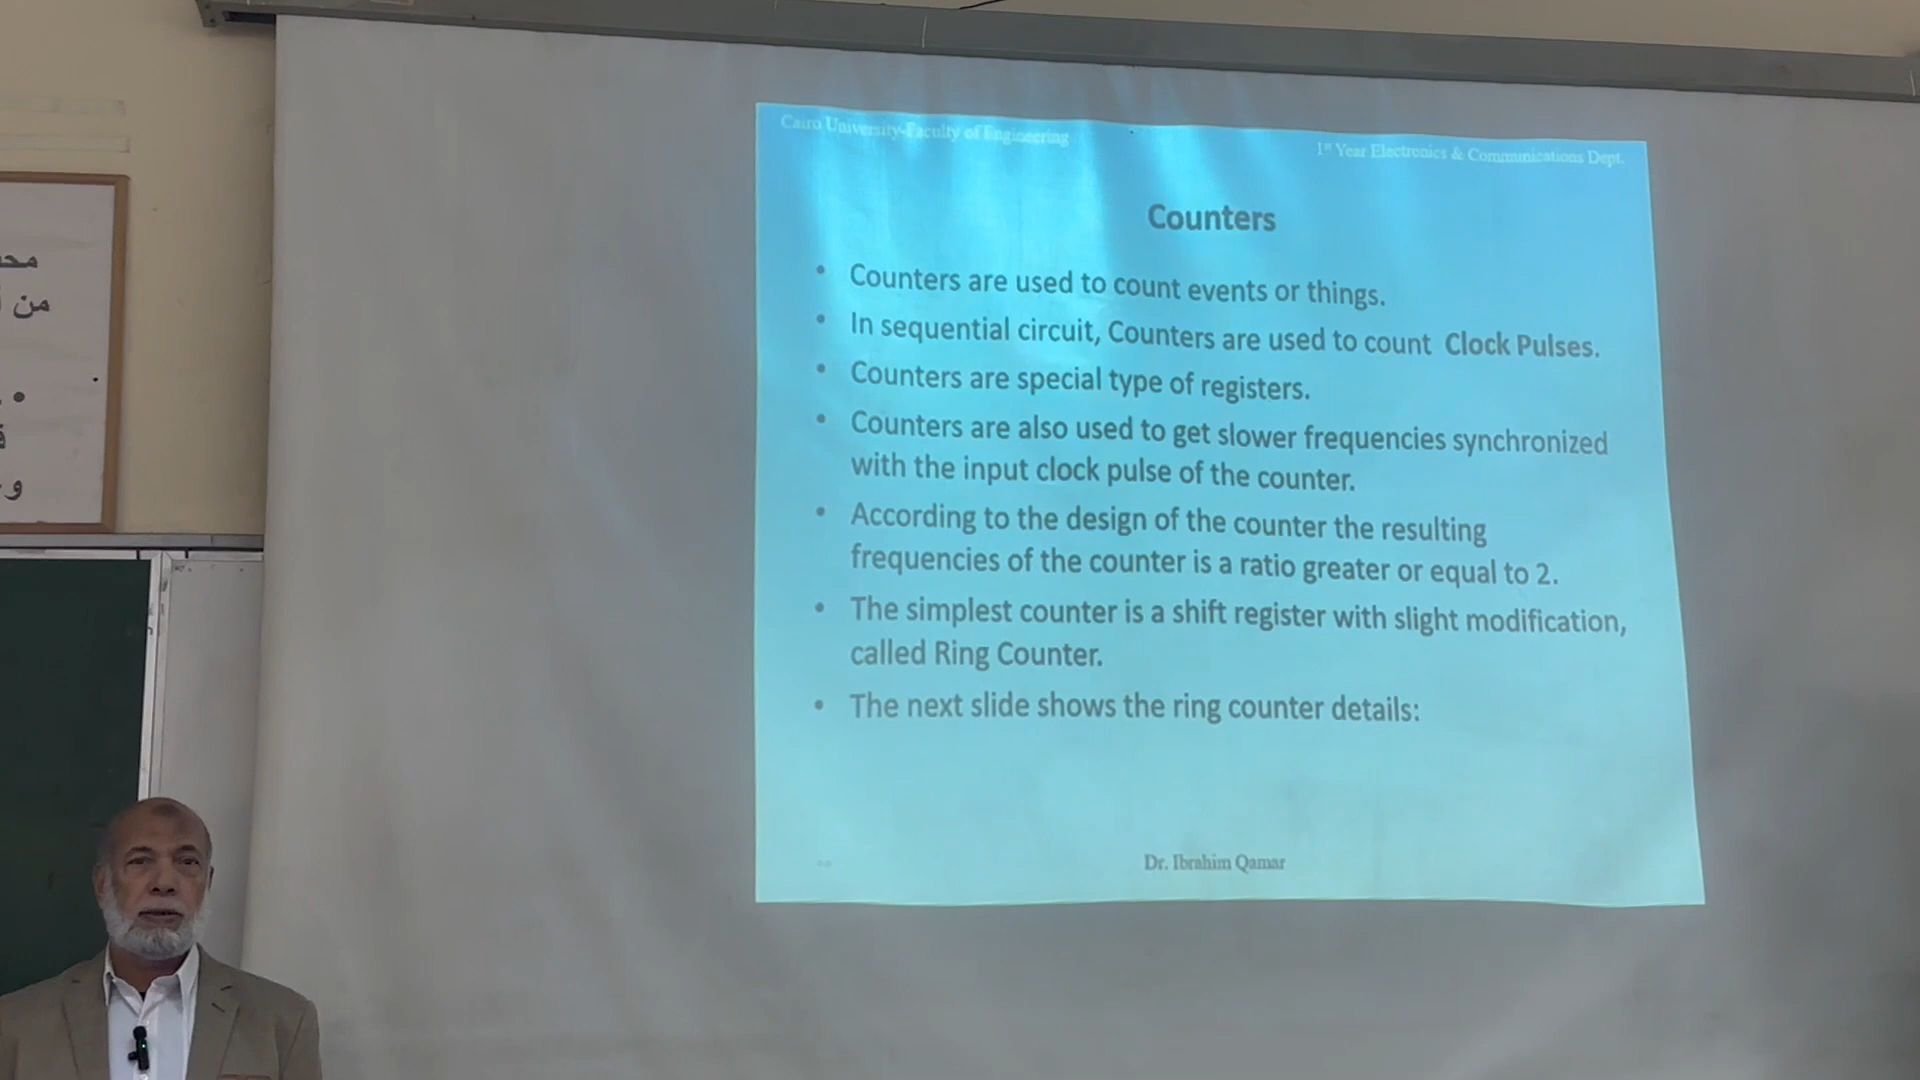 Cairo University-Faculty of Engineering
1st Year Electronics & Communications Dept.
Counters
• Counters are used to count events or things.
• In sequential circuit, Counters are used to count Clock Pulses.
• Counters are special type of registers.
• Counters are also used to get slower frequencies synchronized
with the input clock pulse of the counter.
• According to the design of the counter the resulting
frequencies of the counter is a ratio greater or equal to 2.
• The simplest counter is a shift register with slight modification,
called Ring Counter.
• The next slide shows the ring counter details:
Dr. Ibrahim Qamar
من